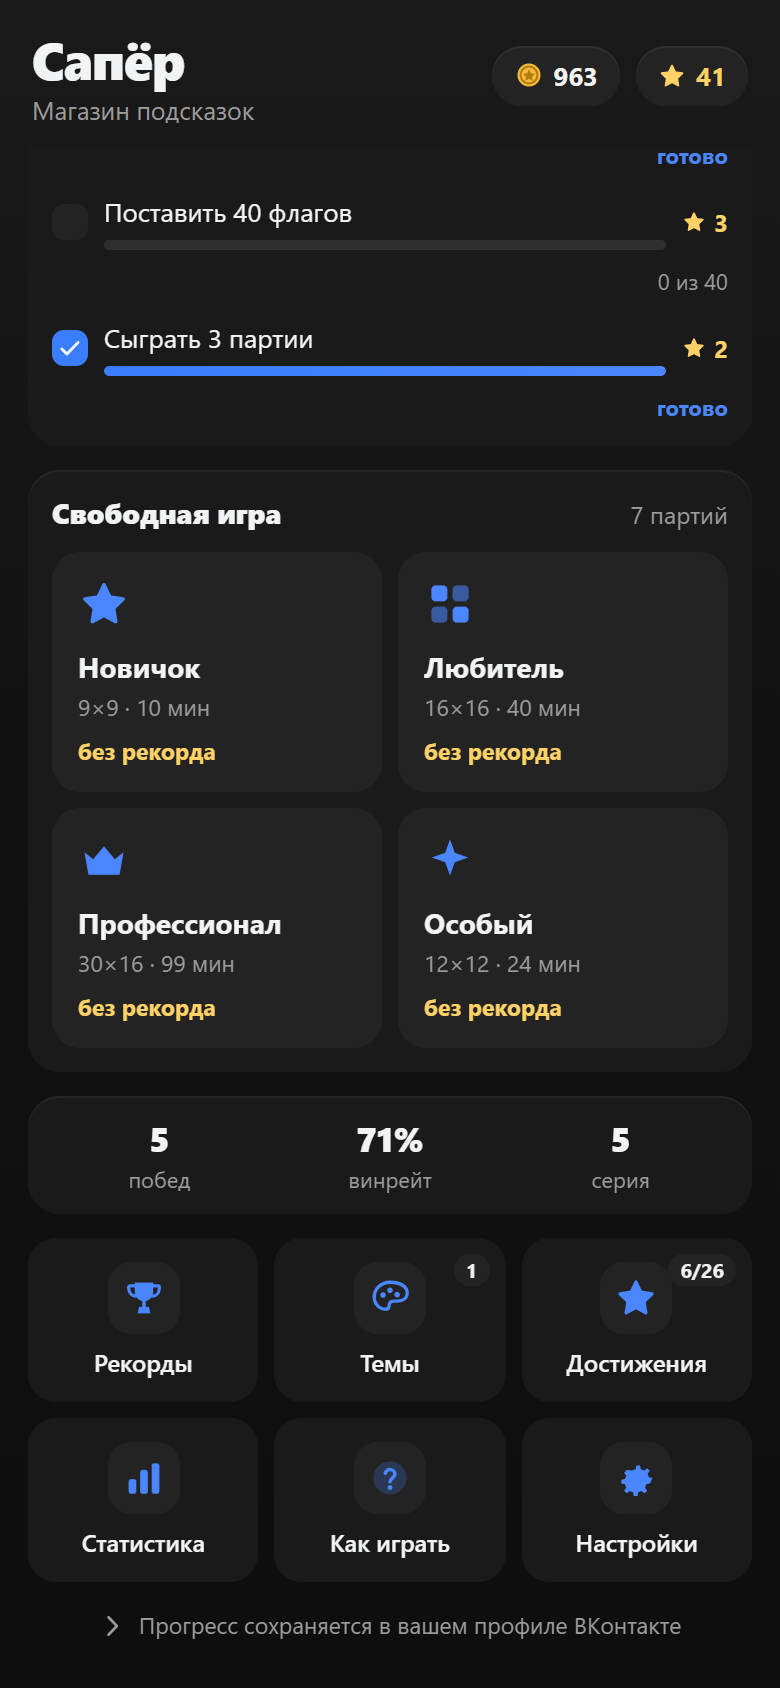 Сапёр
963
41
Магазин подсказок
готово
Поставить 40 флагов
3
0 из 40
Сыграть 3 партии
2
готово
Свободная игра
7 партий
Новичок
9×9 · 10 мин
без рекорда
Любитель
16×16 · 40 мин
без рекорда
Профессионал
30×16 · 99 мин
без рекорда
Особый
12×12 · 24 мин
без рекорда
5
побед
71%
винрейт
5
серия
Рекорды
1
Темы
6/26
Достижения
Статистика
?
Как играть
Настройки
Прогресс сохраняется в вашем профиле ВКонтакте